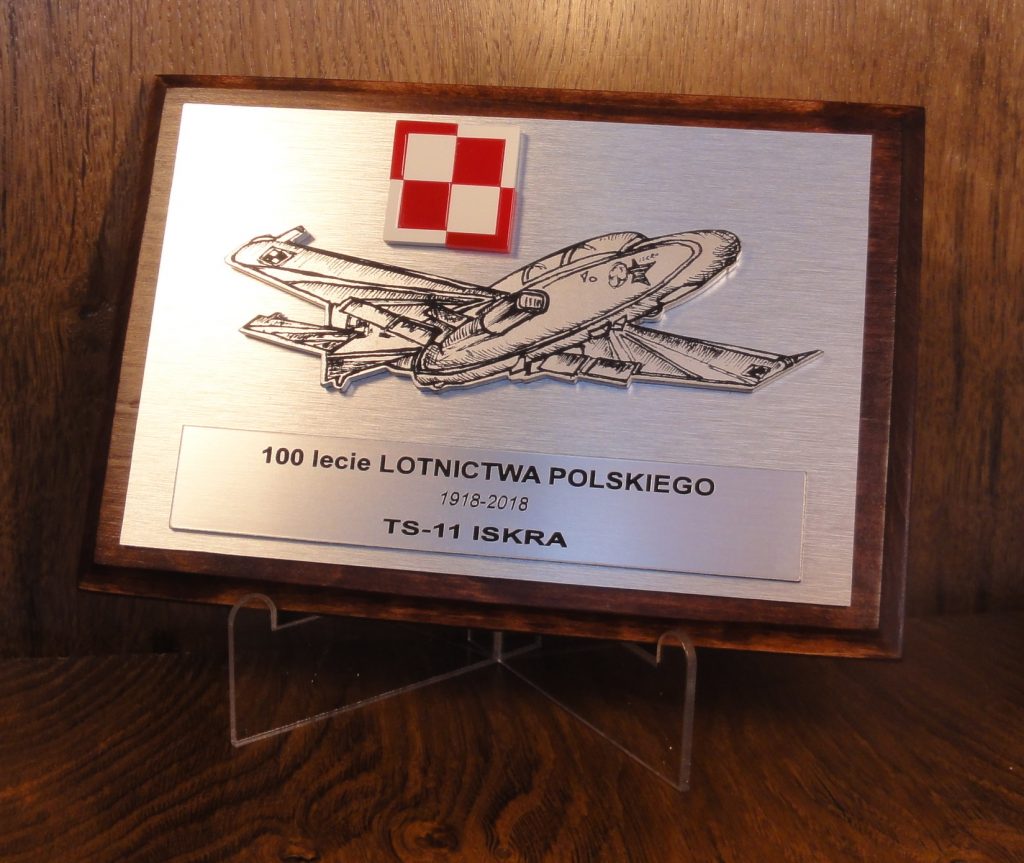 100 lecie LOTNICTWA POLSKIEGO
1918-2018
TS-11 ISKRA